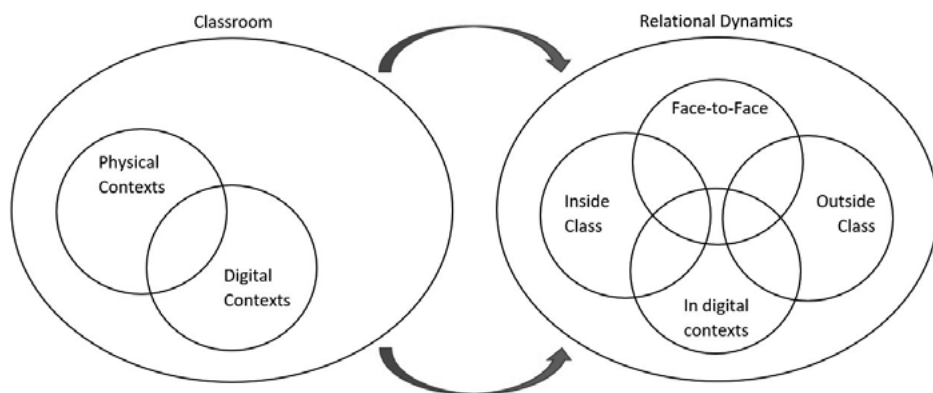 Classroom
Relational Dynamics
Physical
Contexts
Digital
Contexts
Face-to-Face
Inside
Class
Outside
Class
In digital
contexts